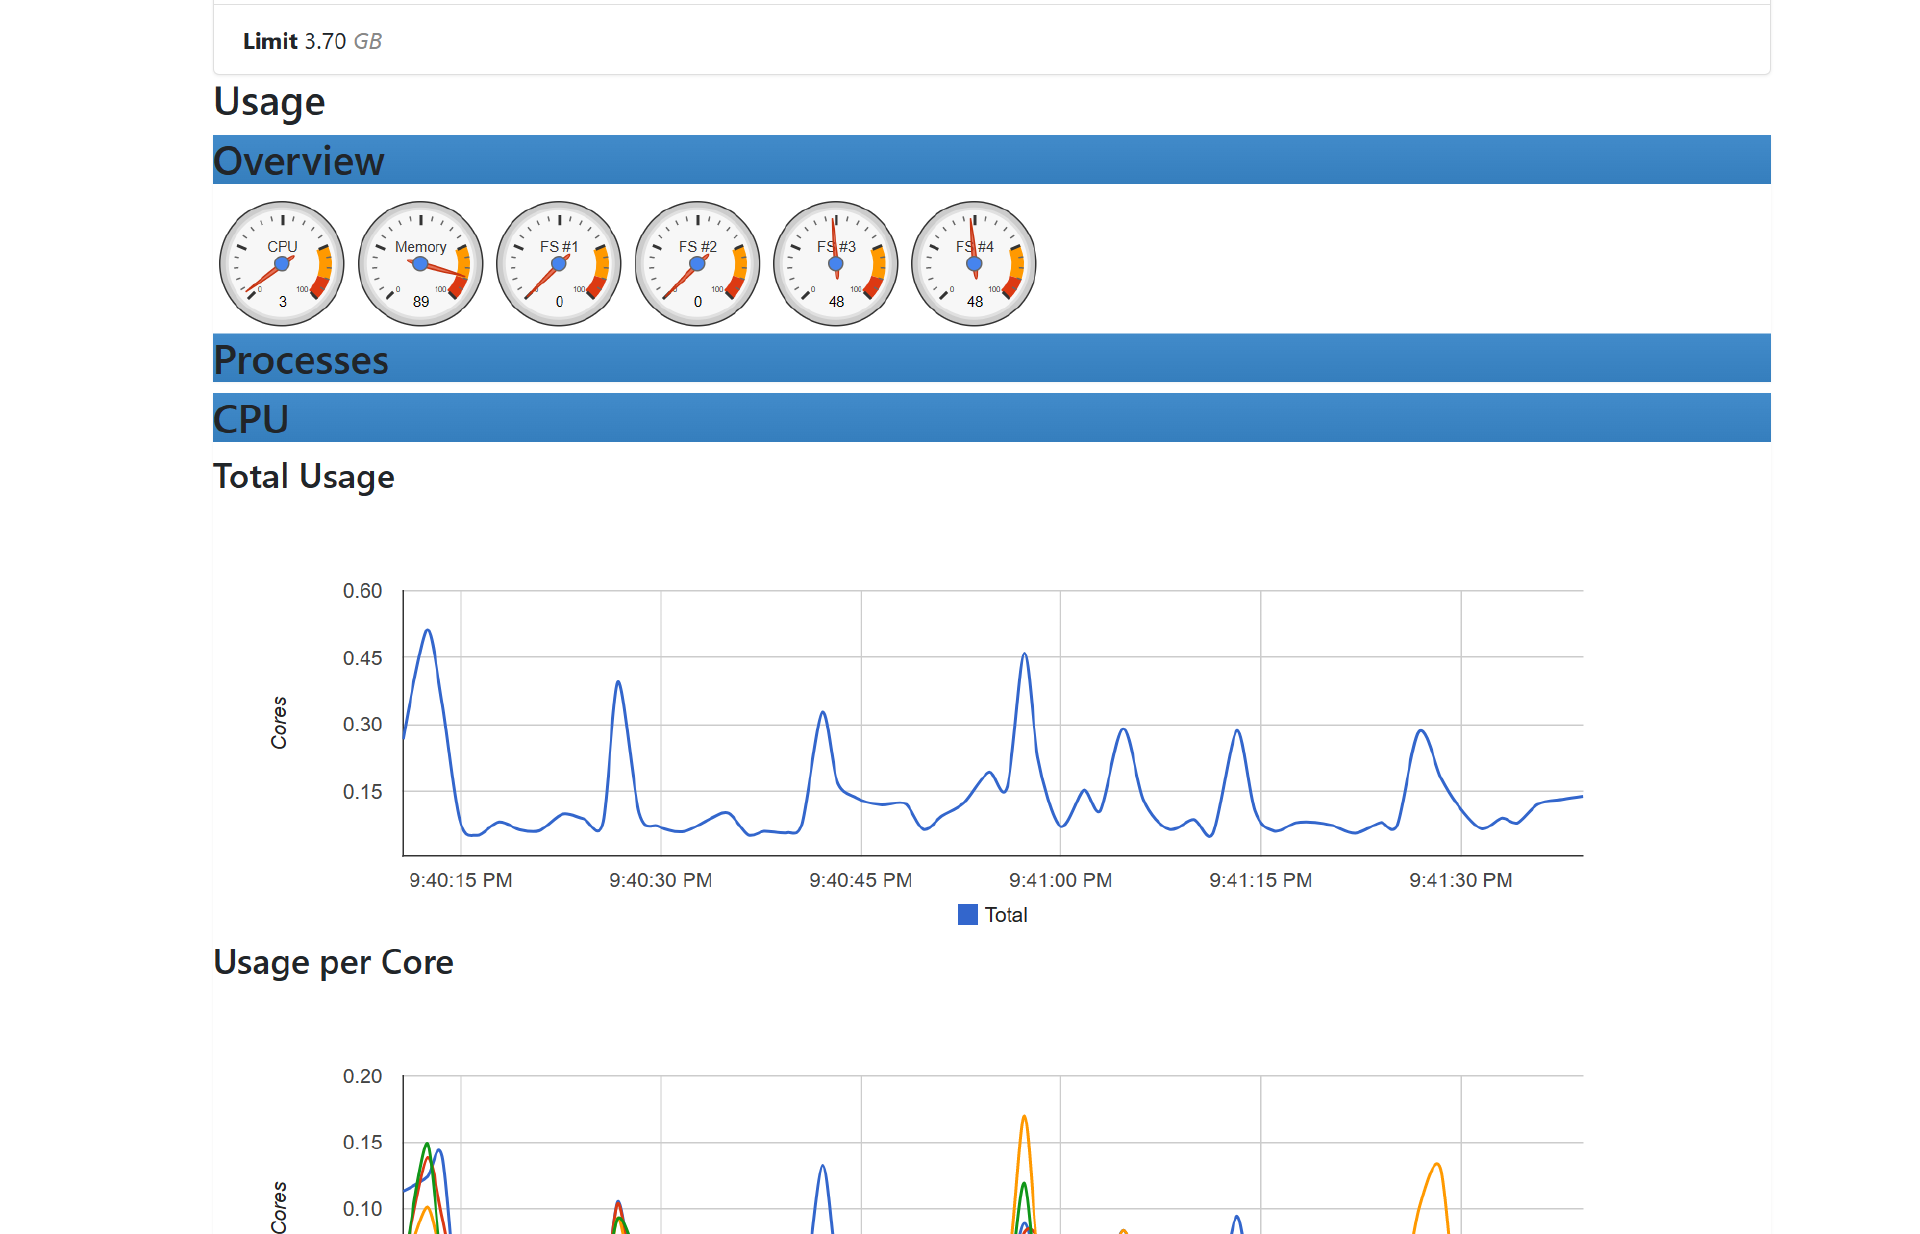 Limit 3.70 GB
Usage
Overview
CPU
0 100
3
Memory
0 100
89
FS #1
0 100
0
FS #2
0 100
0
FS #3
0 100
48
FS #4
0 100
48
Processes
CPU
Total Usage
0.60
0.45
0.30
0.15
Cores
9:40:15 PM 9:40:30 PM 9:40:45 PM 9:41:00 PM 9:41:15 PM 9:41:30 PM
Total
Usage per Core
0.20
0.15
0.10
Cores